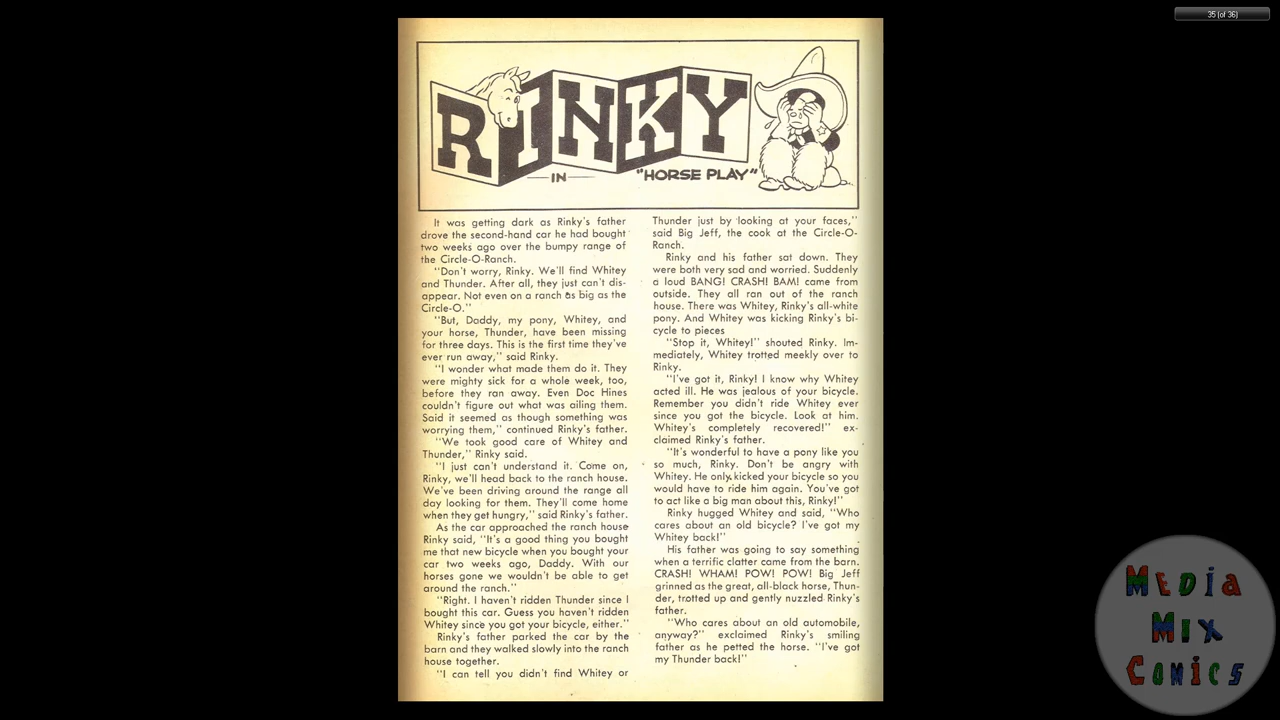 35 (of 36)
RINKY
IN "HORSE PLAY"
It was getting dark as Rinky's father
drove the second-hand car he had bought
two weeks ago over the bumpy range of
the Circle-O-Ranch.
"Don't worry, Rinky. We'll find Whitey
and Thunder. After all, they just can't dis-
appear. Not even on a ranch as big as the
Circle-O."
"But, Daddy, my pony, Whitey, and
your horse, Thunder, have been missing
for three days. This is the first time they've
ever run away," said Rinky.
"I wonder what made them do it. They
were mighty sick for a whole week, too,
before they ran away. Even Doc Hines
couldn't figure out what was ailing them.
Said it seemed as though something was
worrying them," continued Rinky's father.
"We took good care of Whitey and
Thunder," Rinky said.
"I just can't understand it. Come on,
Rinky, we'll head back to the ranch house.
We've been driving around the range all
day looking for them. They'll come home
when they get hungry," said Rinky's father.
As the car approached the ranch house
Rinky said, "It's a good thing you bought
me that new bicycle when you bought your
car two weeks ago, Daddy. With our
horses gone we wouldn't be able to get
around the ranch."
"Right. I haven't ridden Thunder since I
bought this car. Guess you haven't ridden
Whitey since you got your bicycle, either."
Rinky's father parked the car by the
barn and they walked slowly into the ranch
house together.
"I can tell you didn't find Whitey or
Thunder just by looking at your faces,"
said Big Jeff, the cook at the Circle-O-
Ranch.
Rinky and his father sat down. They
were both very sad and worried. Suddenly
a loud BANG! CRASH! BAM! came from
outside. They all ran out of the ranch
house. There was Whitey, Rinky's all-white
pony. And Whitey was kicking Rinky's bi-
cycle to pieces
"Stop it, Whitey!" shouted Rinky. Im-
mediately, Whitey trotted meekly over to
Rinky.
"I've got it, Rinky! I know why Whitey
acted ill. He was jealous of your bicycle.
Remember you didn't ride Whitey ever
since you got the bicycle. Look at him.
Whitey's completely recovered!" ex-
claimed Rinky's father.
"It's wonderful to have a pony like you
so much, Rinky. Don't be angry with
Whitey. He only kicked your bicycle so you
would have to ride him again. You've got
to act like a big man about this, Rinky!"
Rinky hugged Whitey and said, "Who
cares about an old bicycle? I've got my
Whitey back!"
His father was going to say something
when a terrific clatter came from the barn.
CRASH! WHAM! POW! POW! Big Jeff
grinned as the great, all-black horse, Thun-
der, trotted up and gently nuzzled Rinky's
father.
"Who cares about an old automobile,
anyway?" exclaimed Rinky's smiling
father as he petted the horse. "I've got
my Thunder back!"
MEDIA
MIX
COMICS